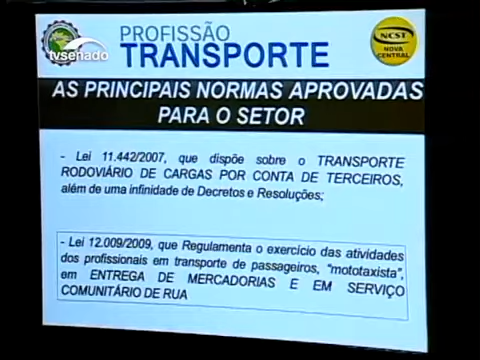 PROFISSÃO
TRANSPORTE
tvsenado
NCST
NOVA
CENTRAL
AS PRINCIPAIS NORMAS APROVADAS
PARA O SETOR
- Lei 11.442/2007, que dispõe sobre o TRANSPORTE
RODOVIÁRIO DE CARGAS POR CONTA DE TERCEIROS,
além de uma infinidade de Decretos e Resoluções;
- Lei 12.009/2009, que Regulamenta o exercício das atividades
dos profissionais em transporte de passageiros, "mototaxista",
em ENTREGA DE MERCADORIAS E EM SERVIÇO
COMUNITÁRIO DE RUA